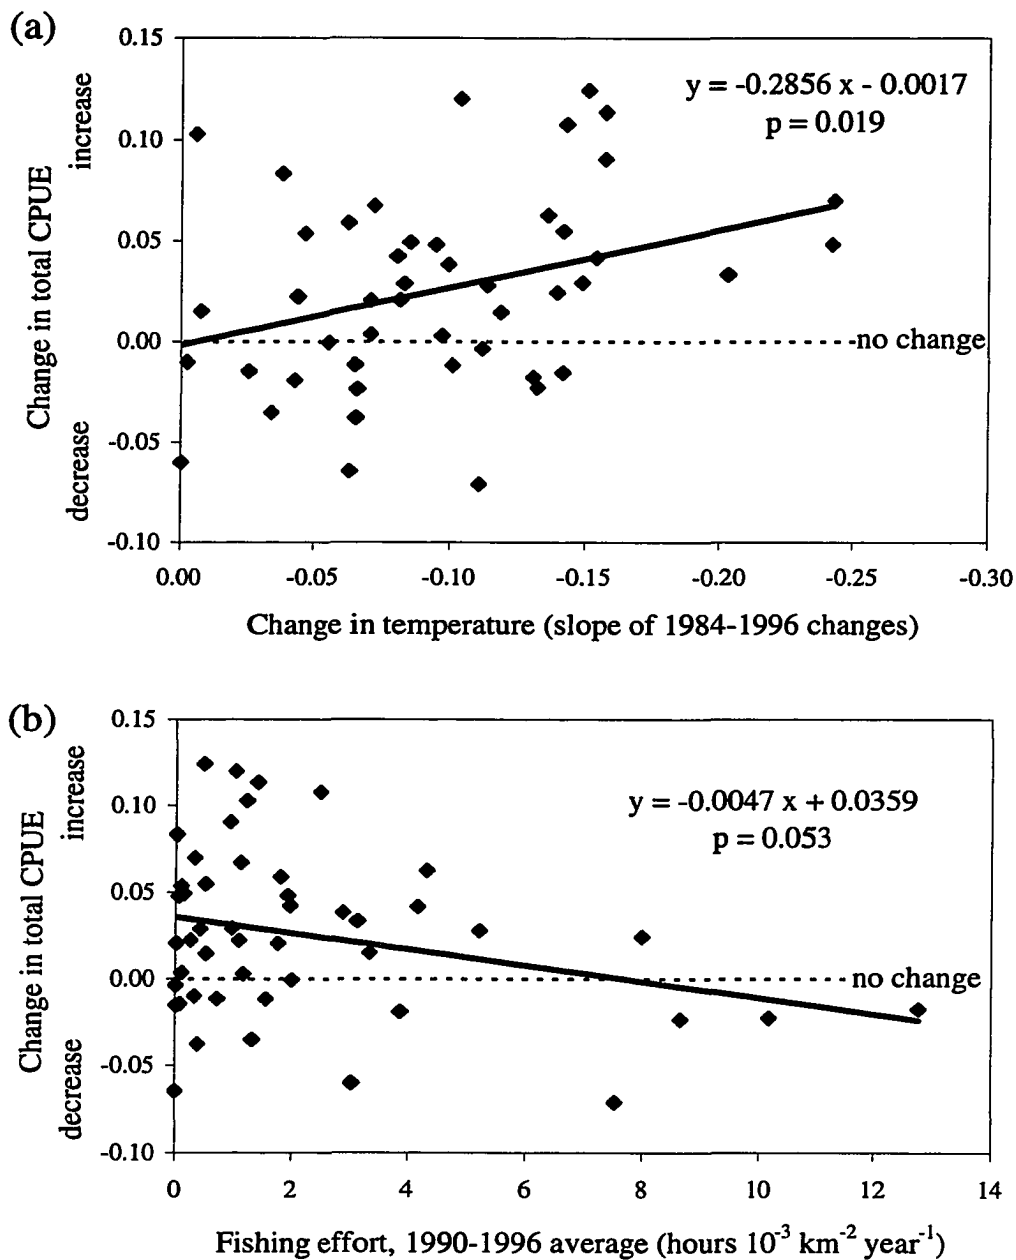 (a)
Change in total CPUE
decrease increase
0.15
0.10
0.05
0.00
-0.05
-0.10
y = -0.2856 x - 0.0017
p = 0.019
no change
0.00 -0.05 -0.10 -0.15 -0.20 -0.25 -0.30
Change in temperature (slope of 1984-1996 changes)
(b)
Change in total CPUE
decrease increase
0.15
0.10
0.05
0.00
-0.05
-0.10
y = -0.0047 x + 0.0359
p = 0.053
no change
0 2 4 6 8 10 12 14
Fishing effort, 1990-1996 average (hours 10⁻³ km⁻² year⁻¹)